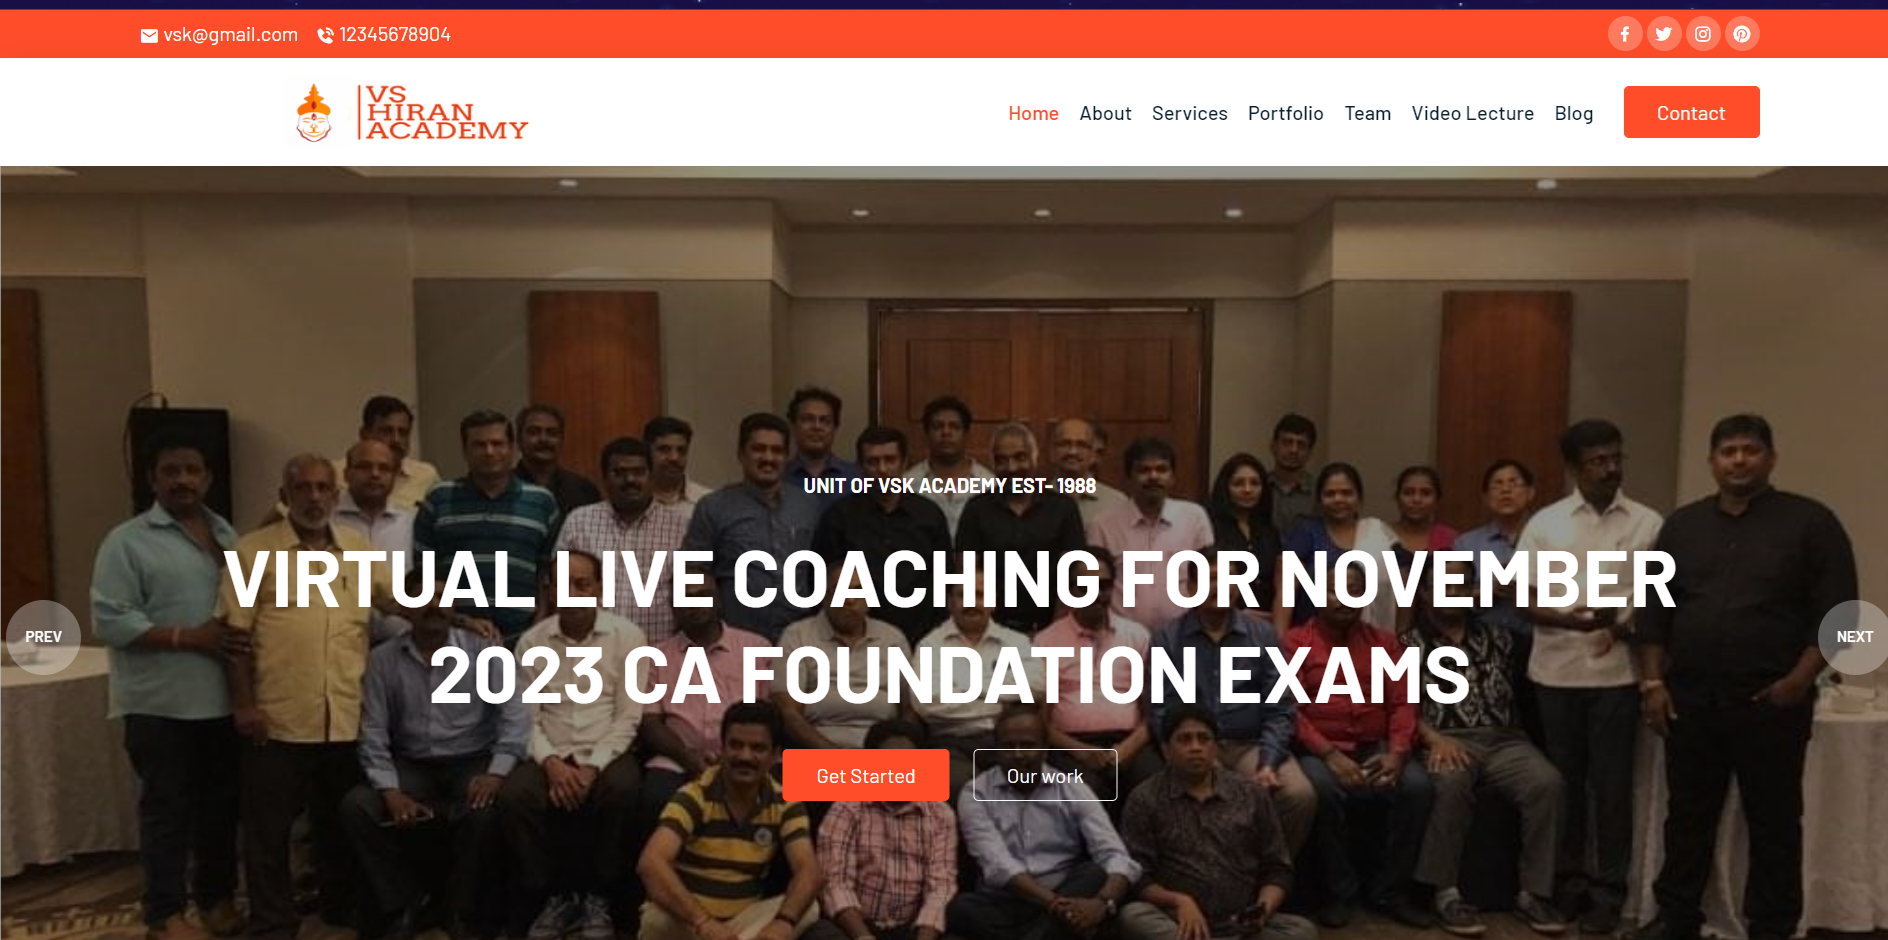 vsk@gmail.com 12345678904
VS
HIRAN
ACADEMY
Home About Services Portfolio Team Video Lecture Blog Contact
UNIT OF VSK ACADEMY EST- 1988
VIRTUAL LIVE COACHING FOR NOVEMBER
2023 CA FOUNDATION EXAMS
PREV
NEXT
Get Started Our work